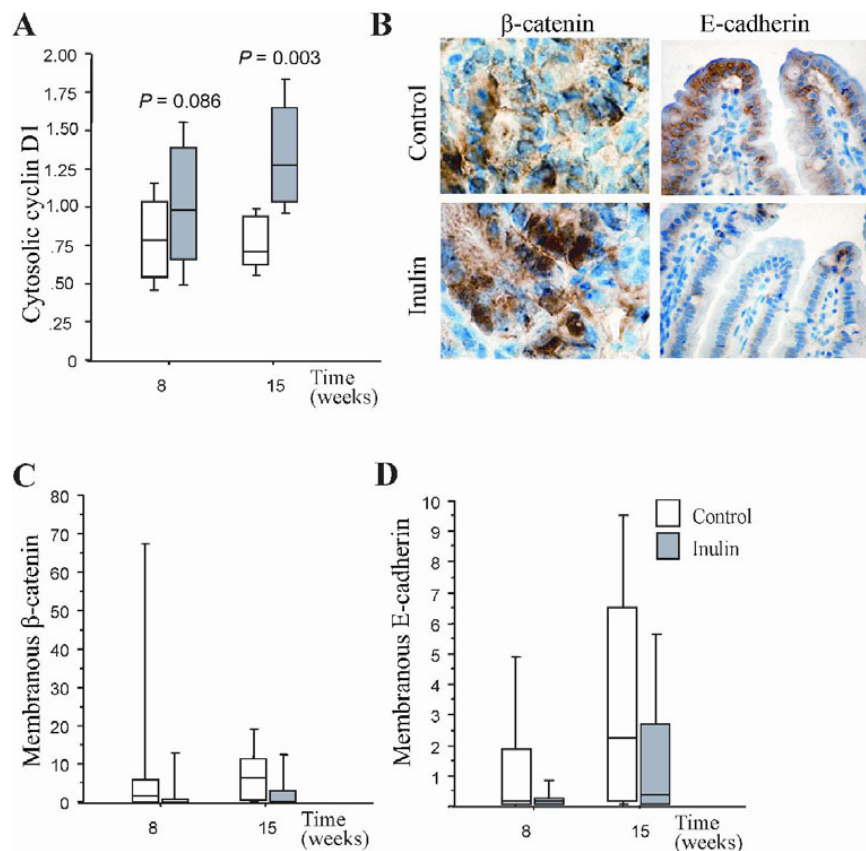 A
Cytosolic cyclin D1
2.00
1.75
1.50
1.25
1.00
.75
.50
.25
0
P = 0.086
P = 0.003
8
15
Time
(weeks)
B
β-catenin
E-cadherin
Control
Inulin
C
Membranous β-catenin
80
70
60
50
40
30
20
10
0
8
15
Time
(weeks)
D
Membranous E-cadherin
10
9
8
7
6
5
4
3
2
1
Control
Inulin
8
15
Time
(weeks)